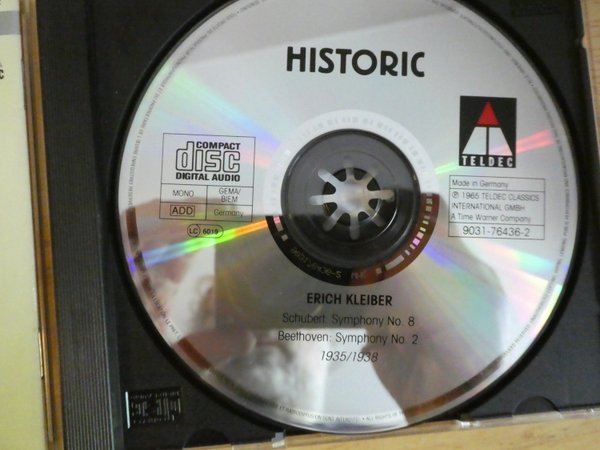 HISTORIC
COMPACT
disc
DIGITAL AUDIO
MONO
GEMA/
BIEM
ADD
Germany
LC 6019
TELDEC
Made in Germany
℗ 1965 TELDEC CLASSICS
INTERNATIONAL GMBH
A Time Warner Company
9031-76436-2
ERICH KLEIBER
Schubert: Symphony No. 8
Beethoven: Symphony No. 2
1935/1938